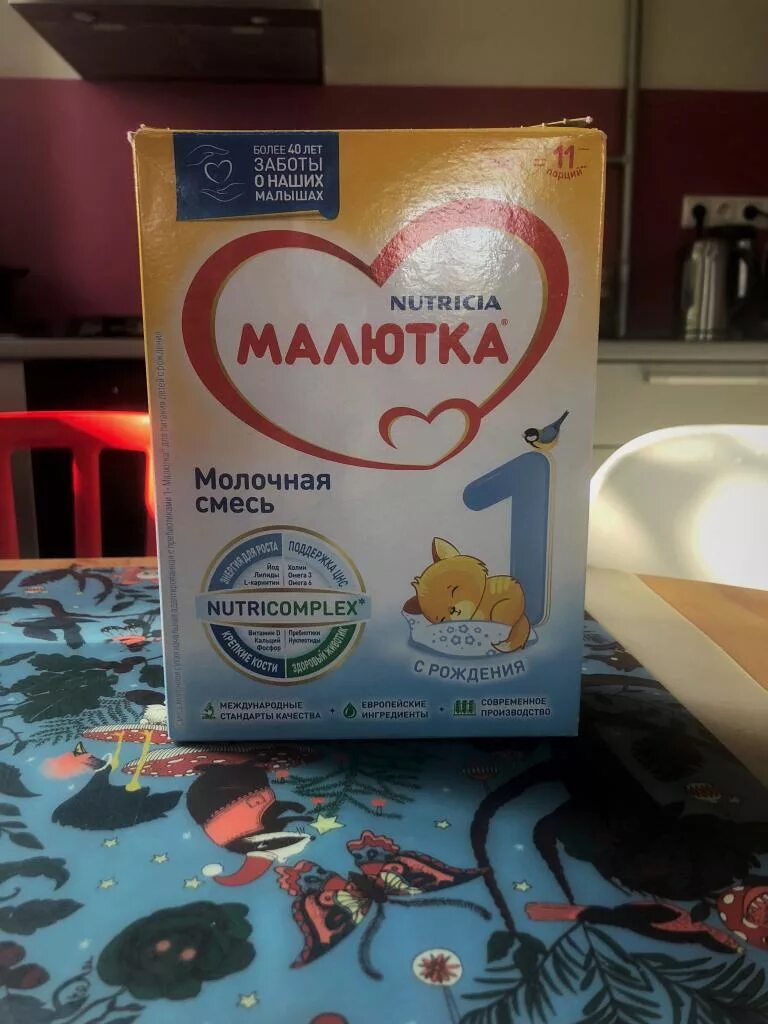 БОЛЕЕ 40 ЛЕТ
ЗАБОТЫ
О НАШИХ
МАЛЫШАХ
= 11
порций**
NUTRICIA
МАЛЮТКА®
Молочная
смесь
1
ЭНЕРГИЯ ДЛЯ РОСТА
ПОДДЕРЖКА ЦНС
Йод
Липиды
L-карнитин
Холин
Омега 3
Омега 6
NUTRICOMPLEX*
Витамин D
Кальций
Фосфор
Пребиотики
Нуклеотиды
КРЕПКИЕ КОСТИ
ЗДОРОВЫЙ ЖИВОТИК
С РОЖДЕНИЯ
МЕЖДУНАРОДНЫЕ
СТАНДАРТЫ КАЧЕСТВА
ЕВРОПЕЙСКИЕ
ИНГРЕДИЕНТЫ
СОВРЕМЕННОЕ
ПРОИЗВОДСТВО